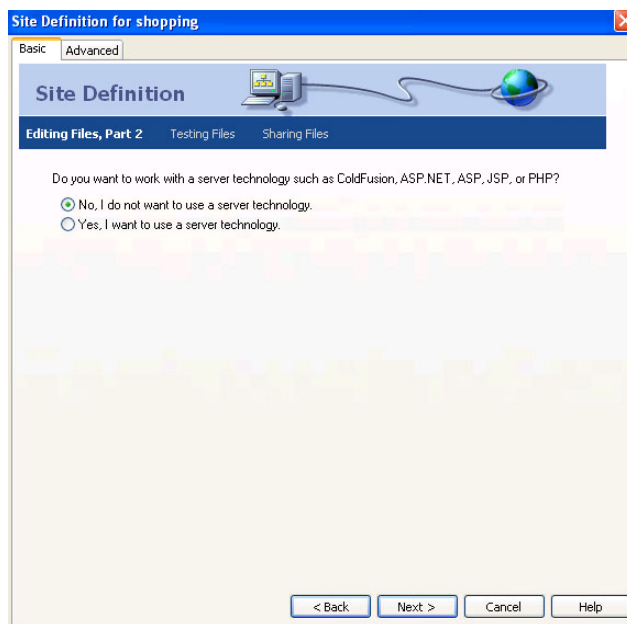 Site Definition for shopping
Basic Advanced
Site Definition
Editing Files, Part 2 Testing Files Sharing Files
Do you want to work with a server technology such as ColdFusion, ASP.NET, ASP, JSP, or PHP?
No, I do not want to use a server technology.
Yes, I want to use a server technology.
< Back Next > Cancel Help